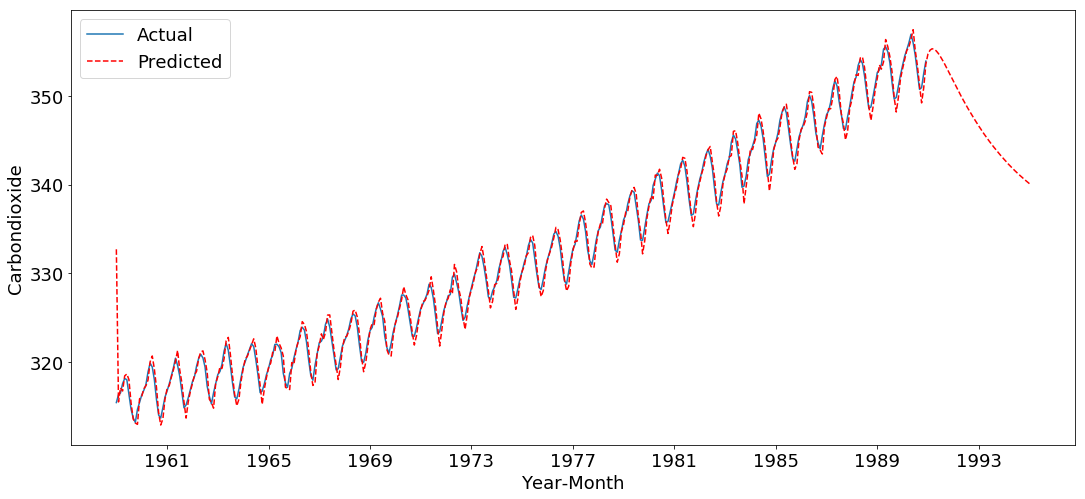 Actual
Predicted
Carbondioxide
350
340
330
320
1961 1965 1969 1973 1977 1981 1985 1989 1993
Year-Month